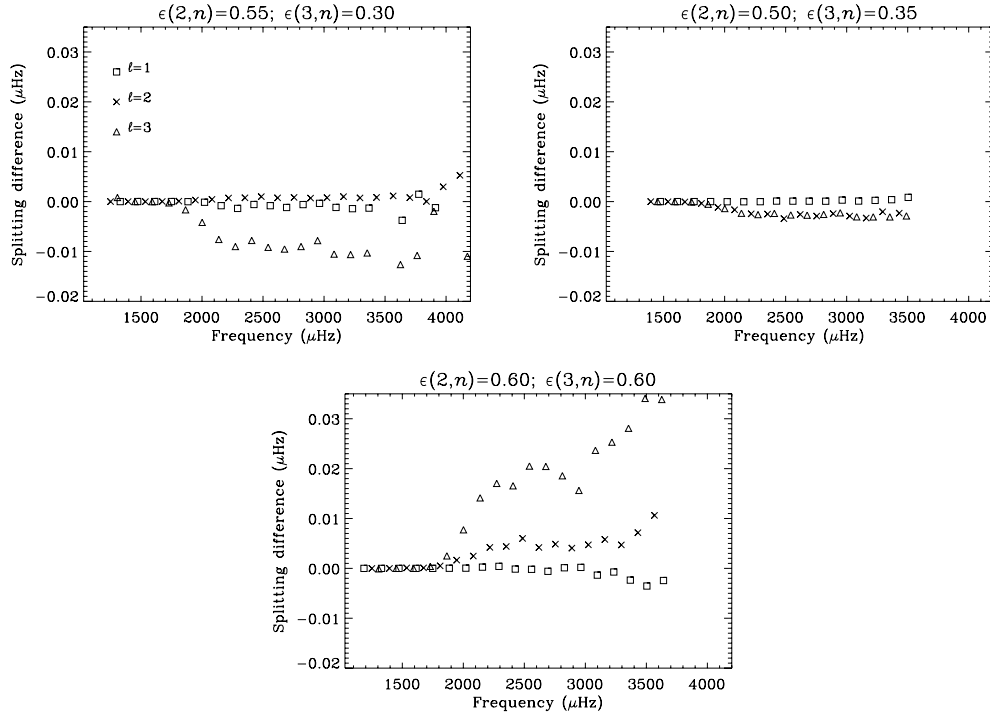 ϵ(2,n)=0.55; ϵ(3,n)=0.30
0.03
0.02
0.01
0.00
−0.01
−0.02
Splitting difference (μHz)
ℓ=1
ℓ=2
ℓ=3
1500 2000 2500 3000 3500 4000
Frequency (μHz)
ϵ(2,n)=0.50; ϵ(3,n)=0.35
0.03
0.02
0.01
0.00
−0.01
−0.02
Splitting difference (μHz)
1500 2000 2500 3000 3500 4000
Frequency (μHz)
ϵ(2,n)=0.60; ϵ(3,n)=0.60
0.03
0.02
0.01
0.00
−0.01
−0.02
Splitting difference (μHz)
1500 2000 2500 3000 3500 4000
Frequency (μHz)